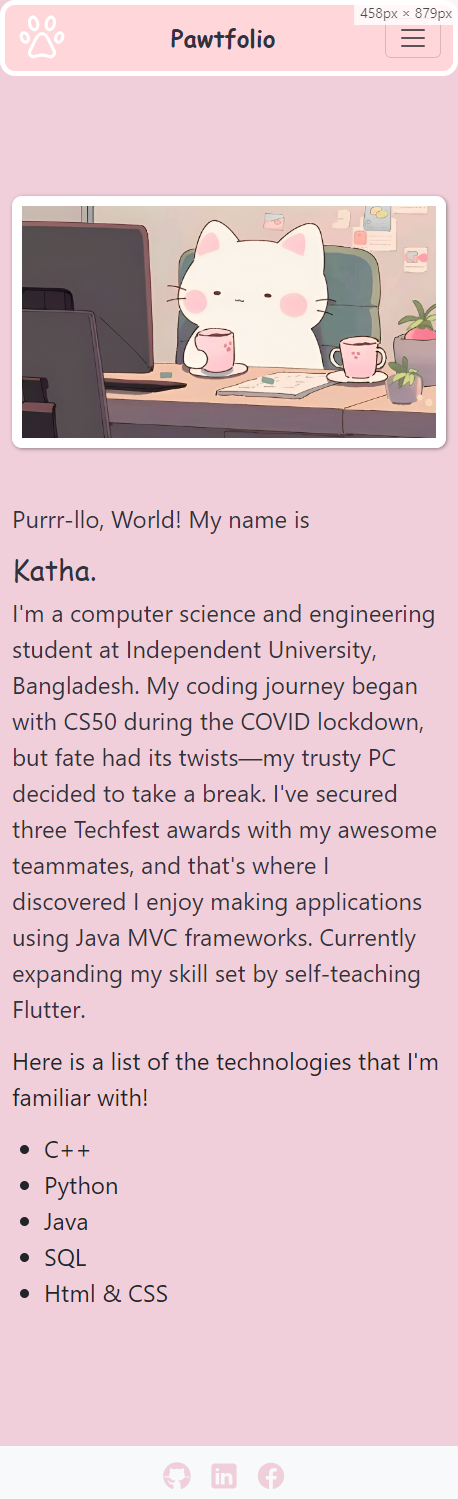 458px × 879px
Pawtfolio
Purrr-llo, World! My name is
Katha.
I'm a computer science and engineering
student at Independent University,
Bangladesh. My coding journey began
with CS50 during the COVID lockdown,
but fate had its twists—my trusty PC
decided to take a break. I've secured
three Techfest awards with my awesome
teammates, and that's where I
discovered I enjoy making applications
using Java MVC frameworks. Currently
expanding my skill set by self-teaching
Flutter.
Here is a list of the technologies that I'm
familiar with!
• C++
• Python
• Java
• SQL
• Html & CSS
in